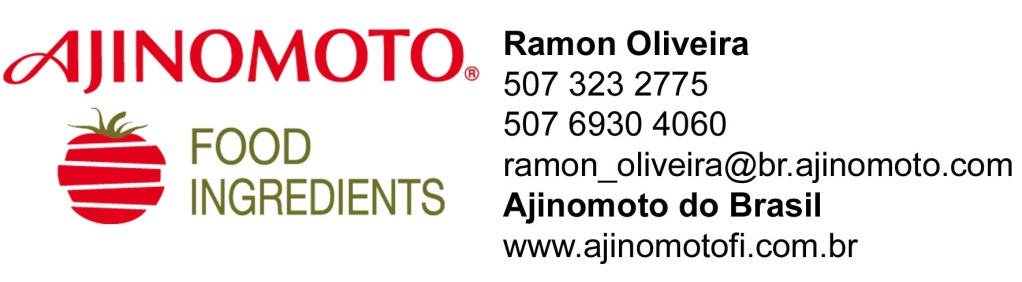 AJINOMOTO®
FOOD
INGREDIENTS
Ramon Oliveira
507 323 2775
507 6930 4060
ramon_oliveira@br.ajinomoto.com
Ajinomoto do Brasil
www.ajinomotofi.com.br